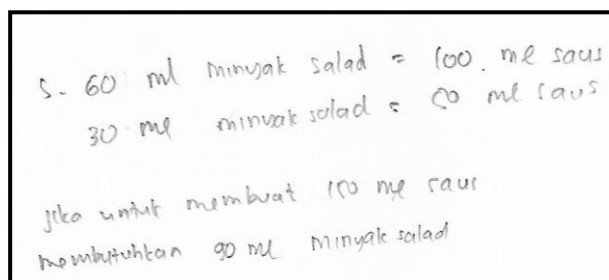 5. 60 ml minyak salad = 100 ml saus
30 ml minyak salad = 50 ml saus
jika untuk membuat 150 ml saus
membutuhkan 90 ml minyak salad